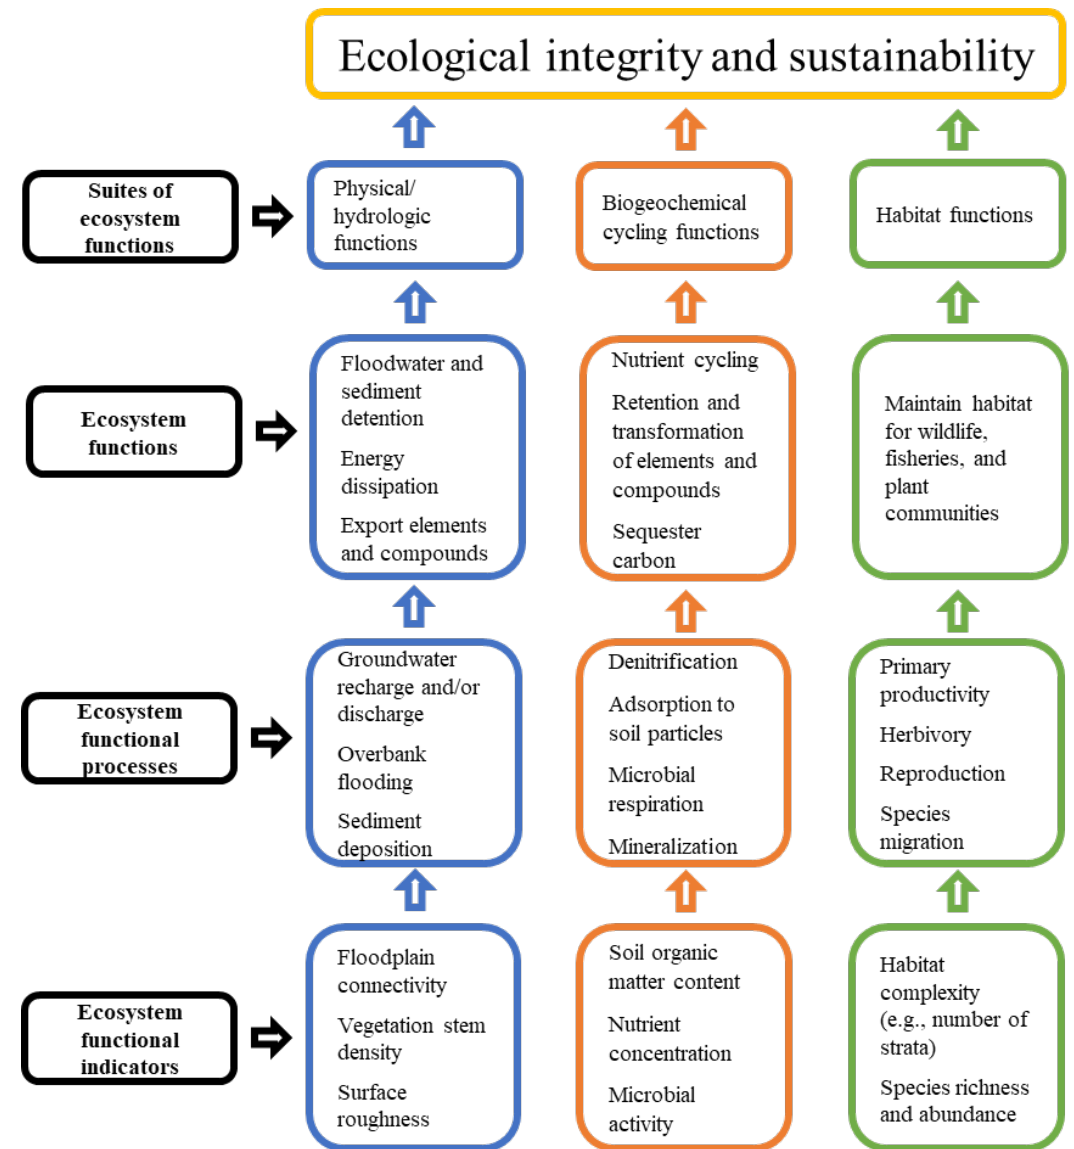 Ecological integrity and sustainability
Suites of
ecosystem
functions
Physical/
hydrologic
functions
Biogeochemical
cycling functions
Habitat functions
Ecosystem
functions
Floodwater and
sediment
detention
Energy
dissipation
Export elements
and compounds
Nutrient cycling
Retention and
transformation
of elements and
compounds
Sequester
carbon
Maintain habitat
for wildlife,
fisheries, and
plant
communities
Ecosystem
functional
processes
Groundwater
recharge and/or
discharge
Overbank
flooding
Sediment
deposition
Denitrification
Adsorption to
soil particles
Microbial
respiration
Mineralization
Primary
productivity
Herbivory
Reproduction
Species
migration
Ecosystem
functional
indicators
Floodplain
connectivity
Vegetation stem
density
Surface
roughness
Soil organic
matter content
Nutrient
concentration
Microbial
activity
Habitat
complexity
(e.g., number of
strata)
Species richness
and abundance